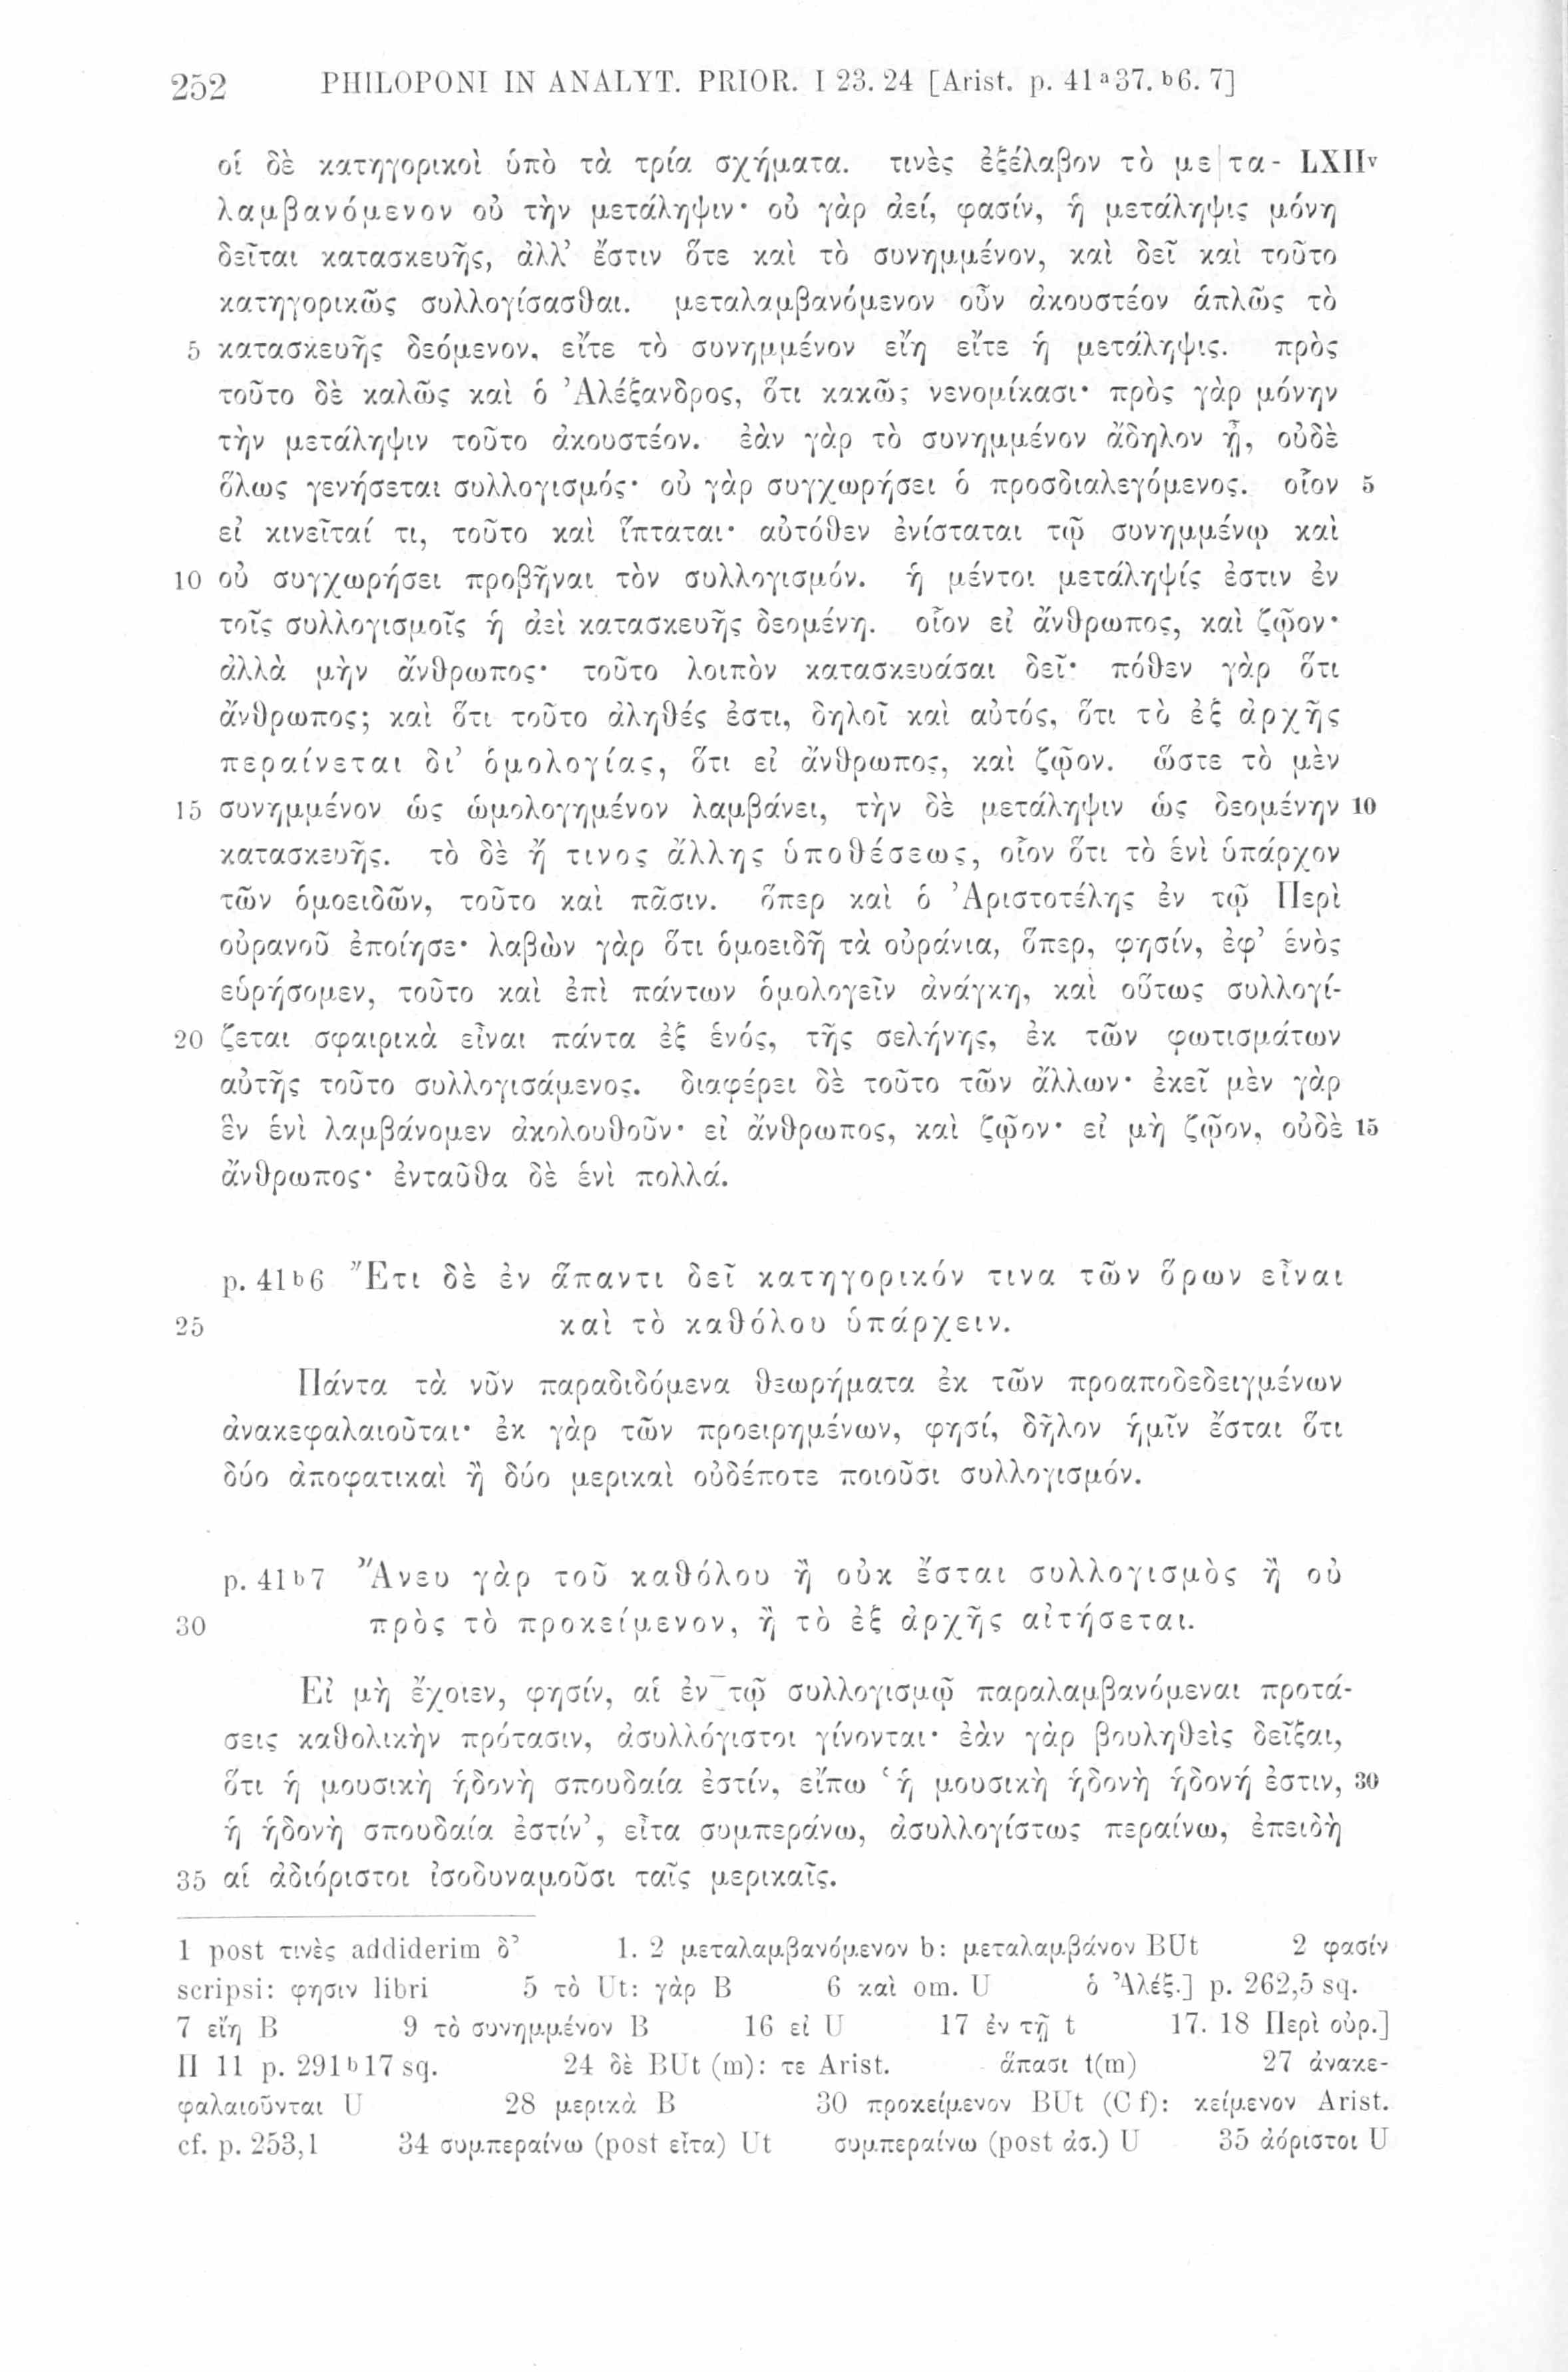 252 PHILOPONI IN ANALYT. PRIOR. I 23. 24 [Arist. p. 41ᵃ37. ᵇ6. 7]
οἱ δὲ κατηγορικοὶ ὑπὸ τὰ τρία σχήματα. τινὲς ἐξέλαβον τὸ με|τα- LXIIᵛ
λαμβανόμενον οὐ τὴν μετάληψιν· οὐ γὰρ ἀεί, φασίν, ἡ μετάληψις μόνη
δεῖται κατασκευῆς, ἀλλ’ ἔστιν ὅτε καὶ τὸ συνημμένον, καὶ δεῖ καὶ τοῦτο
κατηγορικῶς συλλογίσασθαι. μεταλαμβανόμενον οὖν ἀκουστέον ἁπλῶς τὸ
5 κατασκευῆς δεόμενον, εἴτε τὸ συνημμένον εἴη εἴτε ἡ μετάληψις. πρὸς
τοῦτο δὲ καλῶς καὶ ὁ Ἀλέξανδρος, ὅτι κακῶς νενομίκασι· πρὸς γὰρ μόνην
τὴν μετάληψιν τοῦτο ἀκουστέον. ἐὰν γὰρ τὸ συνημμένον ἄδηλον ᾖ, οὐδὲ
ὅλως γενήσεται συλλογισμός· οὐ γὰρ συγχωρήσει ὁ προσδιαλεγόμενος. οἷον 5
εἰ κινεῖταί τι, τοῦτο καὶ ἵπταται· αὐτόθεν ἐνίσταται τῷ συνημμένῳ καὶ
10 οὐ συγχωρήσει προβῆναι τὸν συλλογισμόν. ἡ μέντοι μετάληψίς ἐστιν ἐν
τοῖς συλλογισμοῖς ἡ ἀεὶ κατασκευῆς δεομένη. οἷον εἰ ἄνθρωπος, καὶ ζῷον·
ἀλλὰ μὴν ἄνθρωπος· τοῦτο λοιπὸν κατασκευάσαι δεῖ· πόθεν γὰρ ὅτι
ἄνθρωπος; καὶ ὅτι τοῦτο ἀληθές ἐστι, δηλοῖ καὶ αὐτός, ὅτι τὸ ἐξ ἀρχῆς
περαίνεται δι’ ὁμολογίας, ὅτι εἰ ἄνθρωπος, καὶ ζῷον. ὥστε τὸ μὲν
15 συνημμένον ὡς ὡμολογημένον λαμβάνει, τὴν δὲ μετάληψιν ὡς δεομένην 10
κατασκευῆς. τὸ δὲ ἤ τινος ἄλλης ὑποθέσεως, οἷον ὅτι τὸ ἑνὶ ὑπάρχον
τῶν ὁμοειδῶν, τοῦτο καὶ πᾶσιν. ὅπερ καὶ ὁ Ἀριστοτέλης ἐν τῷ Περὶ
οὐρανοῦ ἐποίησε· λαβὼν γὰρ ὅτι ὁμοειδῆ τὰ οὐράνια, ὅπερ, φησίν, ἐφ’ ἑνὸς
εὑρήσομεν, τοῦτο καὶ ἐπὶ πάντων ὁμολογεῖν ἀνάγκη, καὶ οὕτως συλλογί-
20 ζεται σφαιρικὰ εἶναι πάντα ἐξ ἑνός, τῆς σελήνης, ἐκ τῶν φωτισμάτων
αὐτῆς τοῦτο συλλογισάμενος. διαφέρει δὲ τοῦτο τῶν ἄλλων· ἐκεῖ μὲν γὰρ
ἓν ἑνὶ λαμβάνομεν ἀκολουθοῦν· εἰ ἄνθρωπος, καὶ ζῷον· εἰ μὴ ζῷον, οὐδὲ 15
ἄνθρωπος· ἐνταῦθα δὲ ἑνὶ πολλά.
p. 41ᵇ6 Ἔτι δὲ ἐν ἅπαντι δεῖ κατηγορικόν τινα τῶν ὅρων εἶναι
25 καὶ τὸ καθόλου ὑπάρχειν.
Πάντα τὰ νῦν παραδιδόμενα θεωρήματα ἐκ τῶν προαποδεδειγμένων
ἀνακεφαλαιοῦται· ἐκ γὰρ τῶν προειρημένων, φησί, δῆλον ἡμῖν ἔσται ὅτι
δύο ἀποφατικαὶ ἢ δύο μερικαὶ οὐδέποτε ποιοῦσι συλλογισμόν.
p. 41ᵇ7 Ἄνευ γὰρ τοῦ καθόλου ἢ οὐκ ἔσται συλλογισμὸς ἢ οὐ
30 πρὸς τὸ προκείμενον, ἢ τὸ ἐξ ἀρχῆς αἰτήσεται.
Εἰ μὴ ἔχοιεν, φησίν, αἱ ἐν τῷ συλλογισμῷ παραλαμβανόμεναι προτά-
σεις καθολικὴν πρότασιν, ἀσυλλόγιστοι γίνονται· ἐὰν γὰρ βουληθεὶς δεῖξαι,
ὅτι ἡ μουσικὴ ἡδονὴ σπουδαία ἐστίν, εἴπω ‘ἡ μουσικὴ ἡδονὴ ἡδονή ἐστιν, 30
ἡ ἡδονὴ σπουδαία ἐστίν’, εἶτα συμπεράνω, ἀσυλλογίστως περαίνω, ἐπειδὴ
35 αἱ ἀδιόριστοι ἰσοδυναμοῦσι ταῖς μερικαῖς.
1 post τινὲς addiderim δ’ 1. 2 μεταλαμβανόμενον b: μεταλαμβάνον BUt 2 φασίν
scripsi: φησιν libri 5 τὸ Ut: γὰρ B 6 καὶ om. U ὁ Ἀλέξ.] p. 262,5 sq.
7 εἴη B 9 τὸ συνημμένον B 16 εἰ U 17 ἐν τῇ t 17. 18 Περὶ οὐρ.]
II 11 p. 291ᵇ17 sq. 24 δὲ BUt (m): τε Arist. ἅπασι t(m) 27 ἀνακε-
φαλαιοῦνται U 28 μερικὰ B 30 προκείμενον BUt (C f): κείμενον Arist.
cf. p. 253,1 34 συμπεραίνω (post εἶτα) Ut συμπεραίνω (post ἀσ.) U 35 ἀόριστοι U